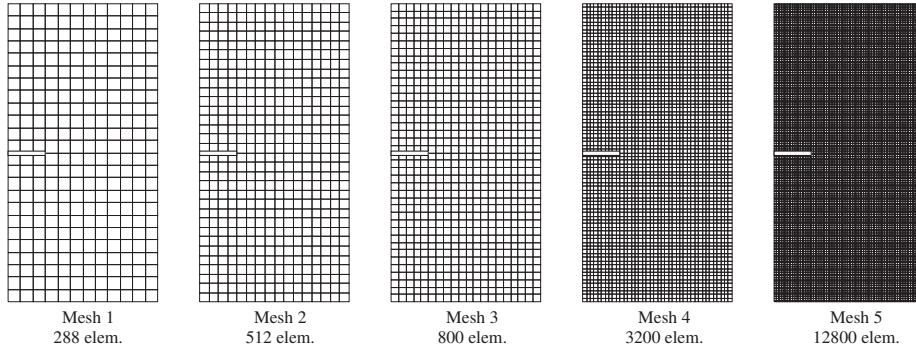 Mesh 1
288 elem.
Mesh 2
512 elem.
Mesh 3
800 elem.
Mesh 4
3200 elem.
Mesh 5
12800 elem.